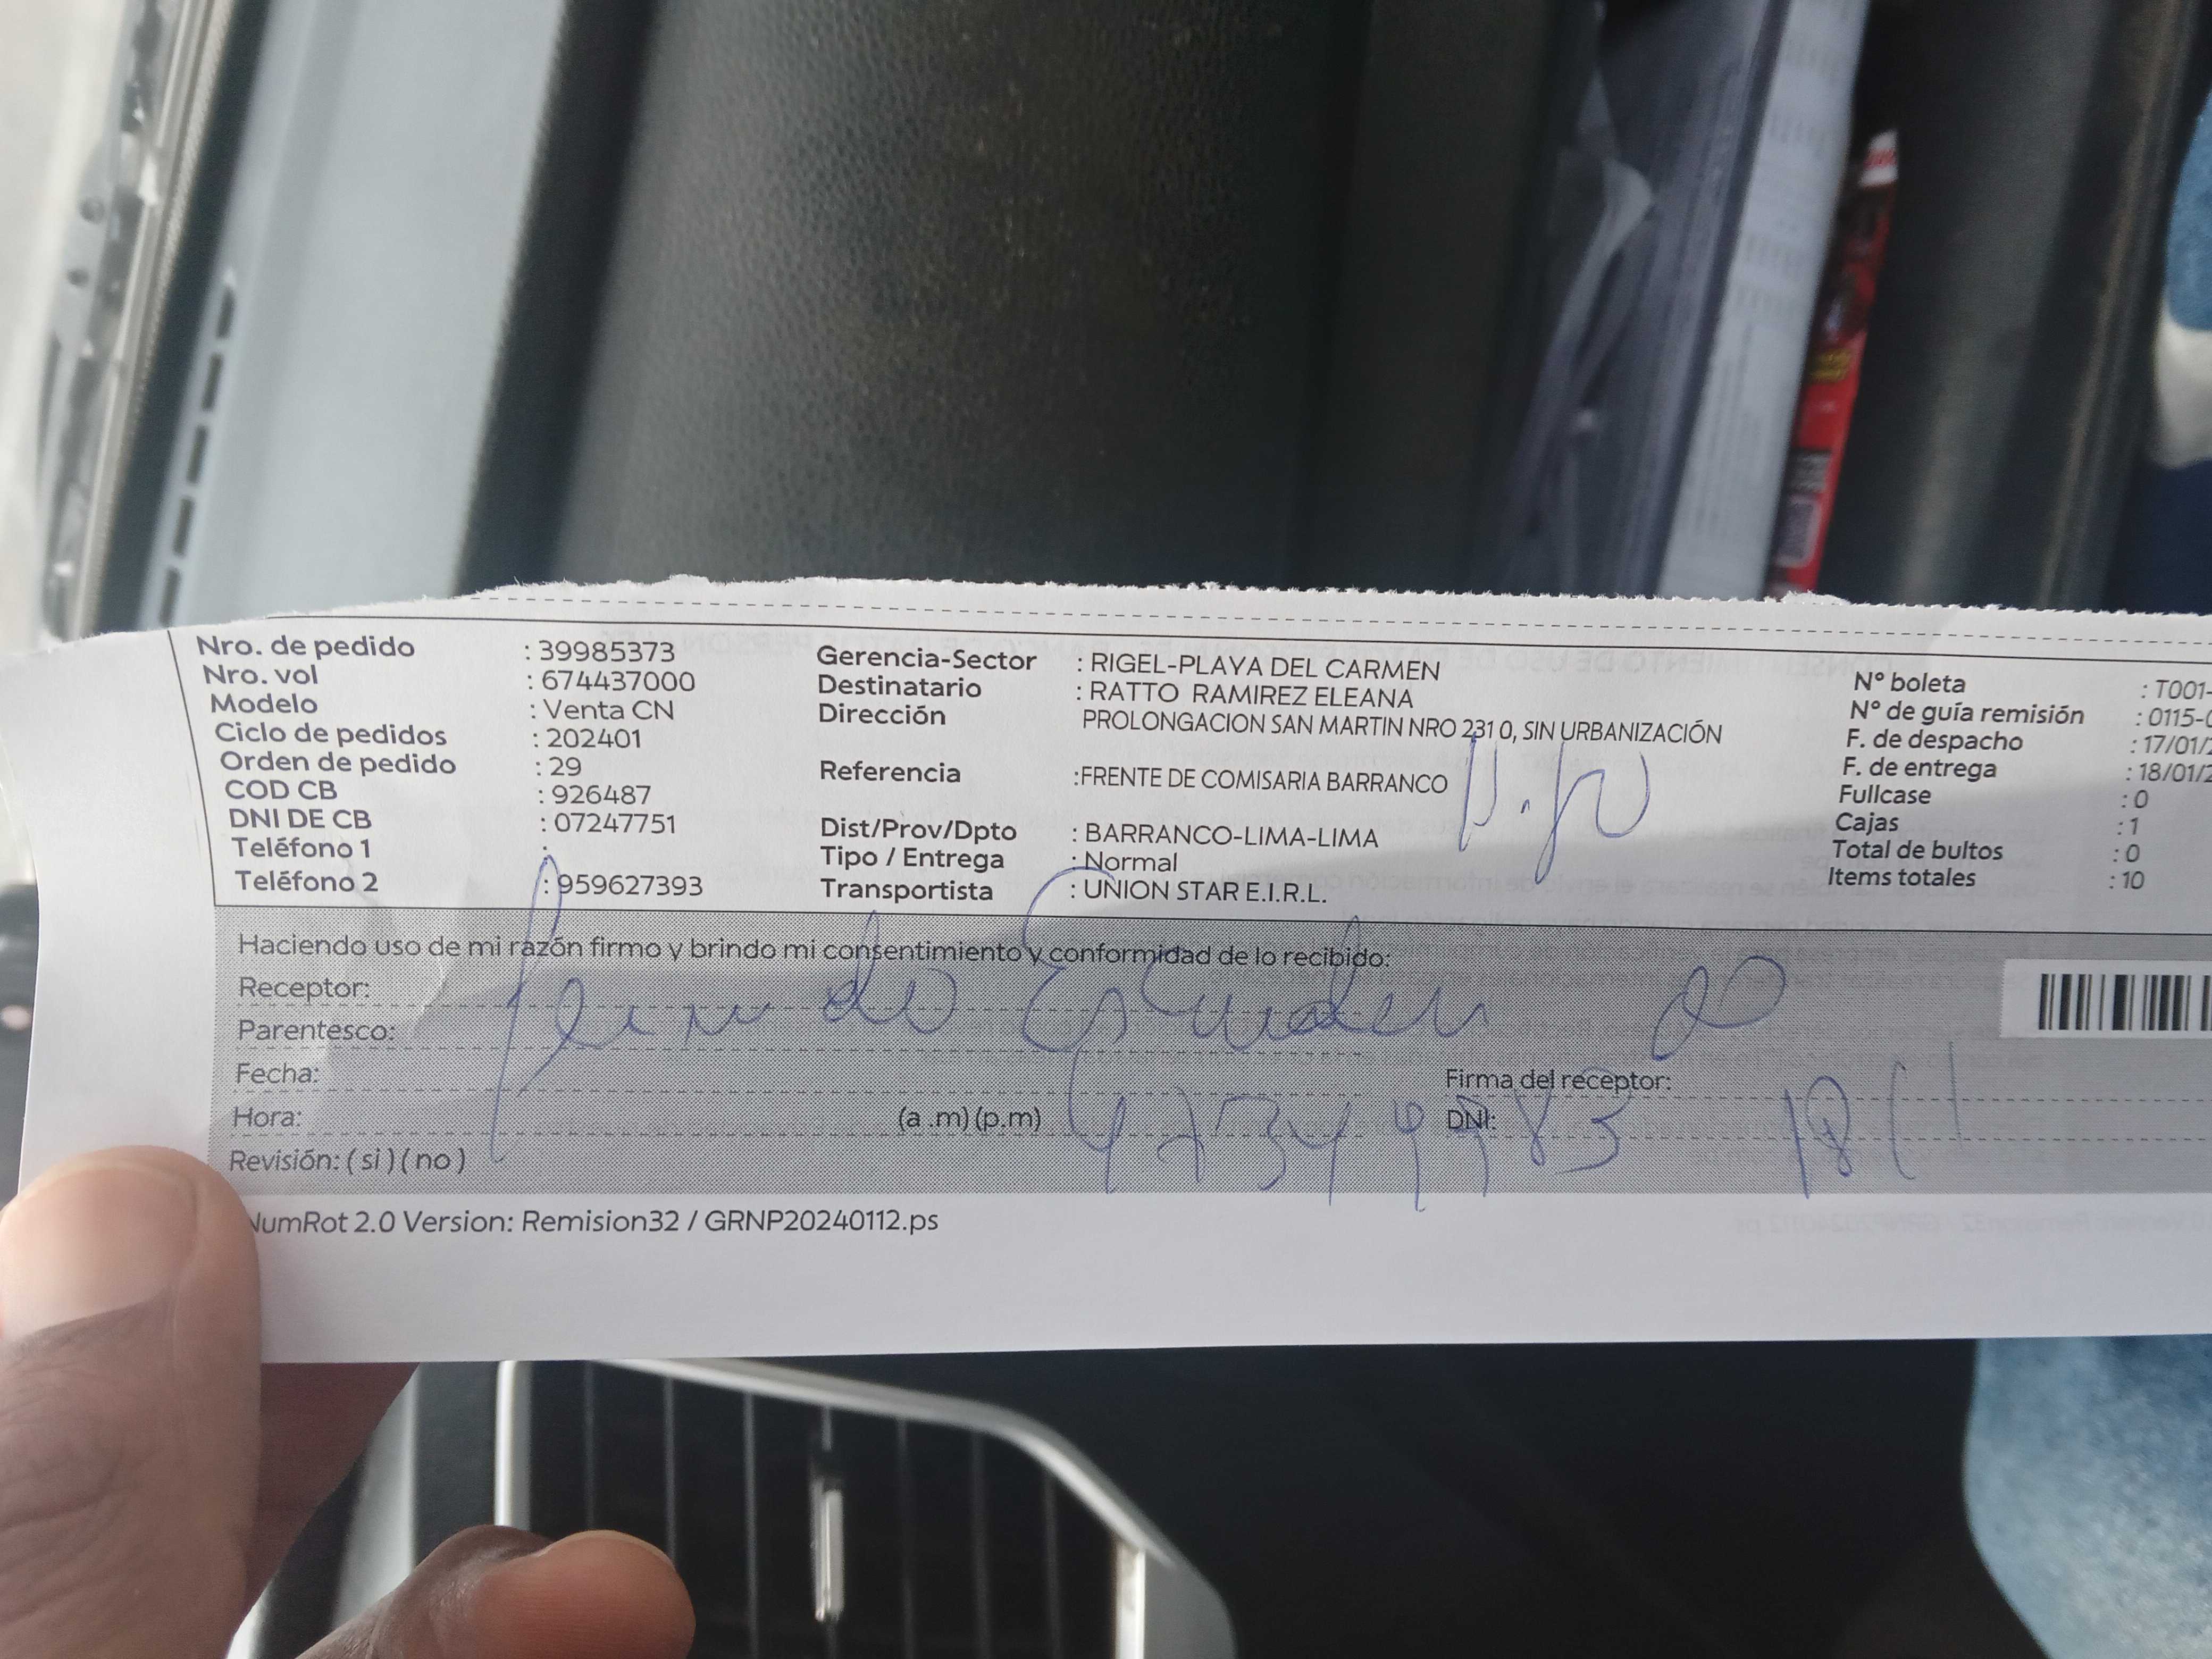 Nro. de pedido : 39985373
Nro. vol : 674437000
Modelo : Venta CN
Ciclo de pedidos : 202401
Orden de pedido : 29
COD CB : 926487
DNI DE CB : 07247751
Teléfono 1 :
Teléfono 2 : 959627393
Gerencia-Sector : RIGEL-PLAYA DEL CARMEN
Destinatario : RATTO RAMIREZ ELEANA
Dirección PROLONGACION SAN MARTIN NRO 231 0, SIN URBANIZACIÓN
Referencia :FRENTE DE COMISARIA BARRANCO
Dist/Prov/Dpto : BARRANCO-LIMA-LIMA
Tipo / Entrega : Normal
Transportista : UNION STAR E.I.R.L.
N° boleta : T001-
N° de guía remisión : 0115-0
F. de despacho : 17/01/2
F. de entrega : 18/01/2
Fullcase : 0
Cajas : 1
Total de bultos : 0
Items totales : 10
Haciendo uso de mi razón firmo y brindo mi consentimiento y conformidad de lo recibido:
Receptor:
Parentesco:
Fecha:
Firma del receptor:
Hora: (a .m) (p.m)
DNI:
Revisión: ( si ) ( no )
NumRot 2.0 Version: Remision32 / GRNP20240112.ps